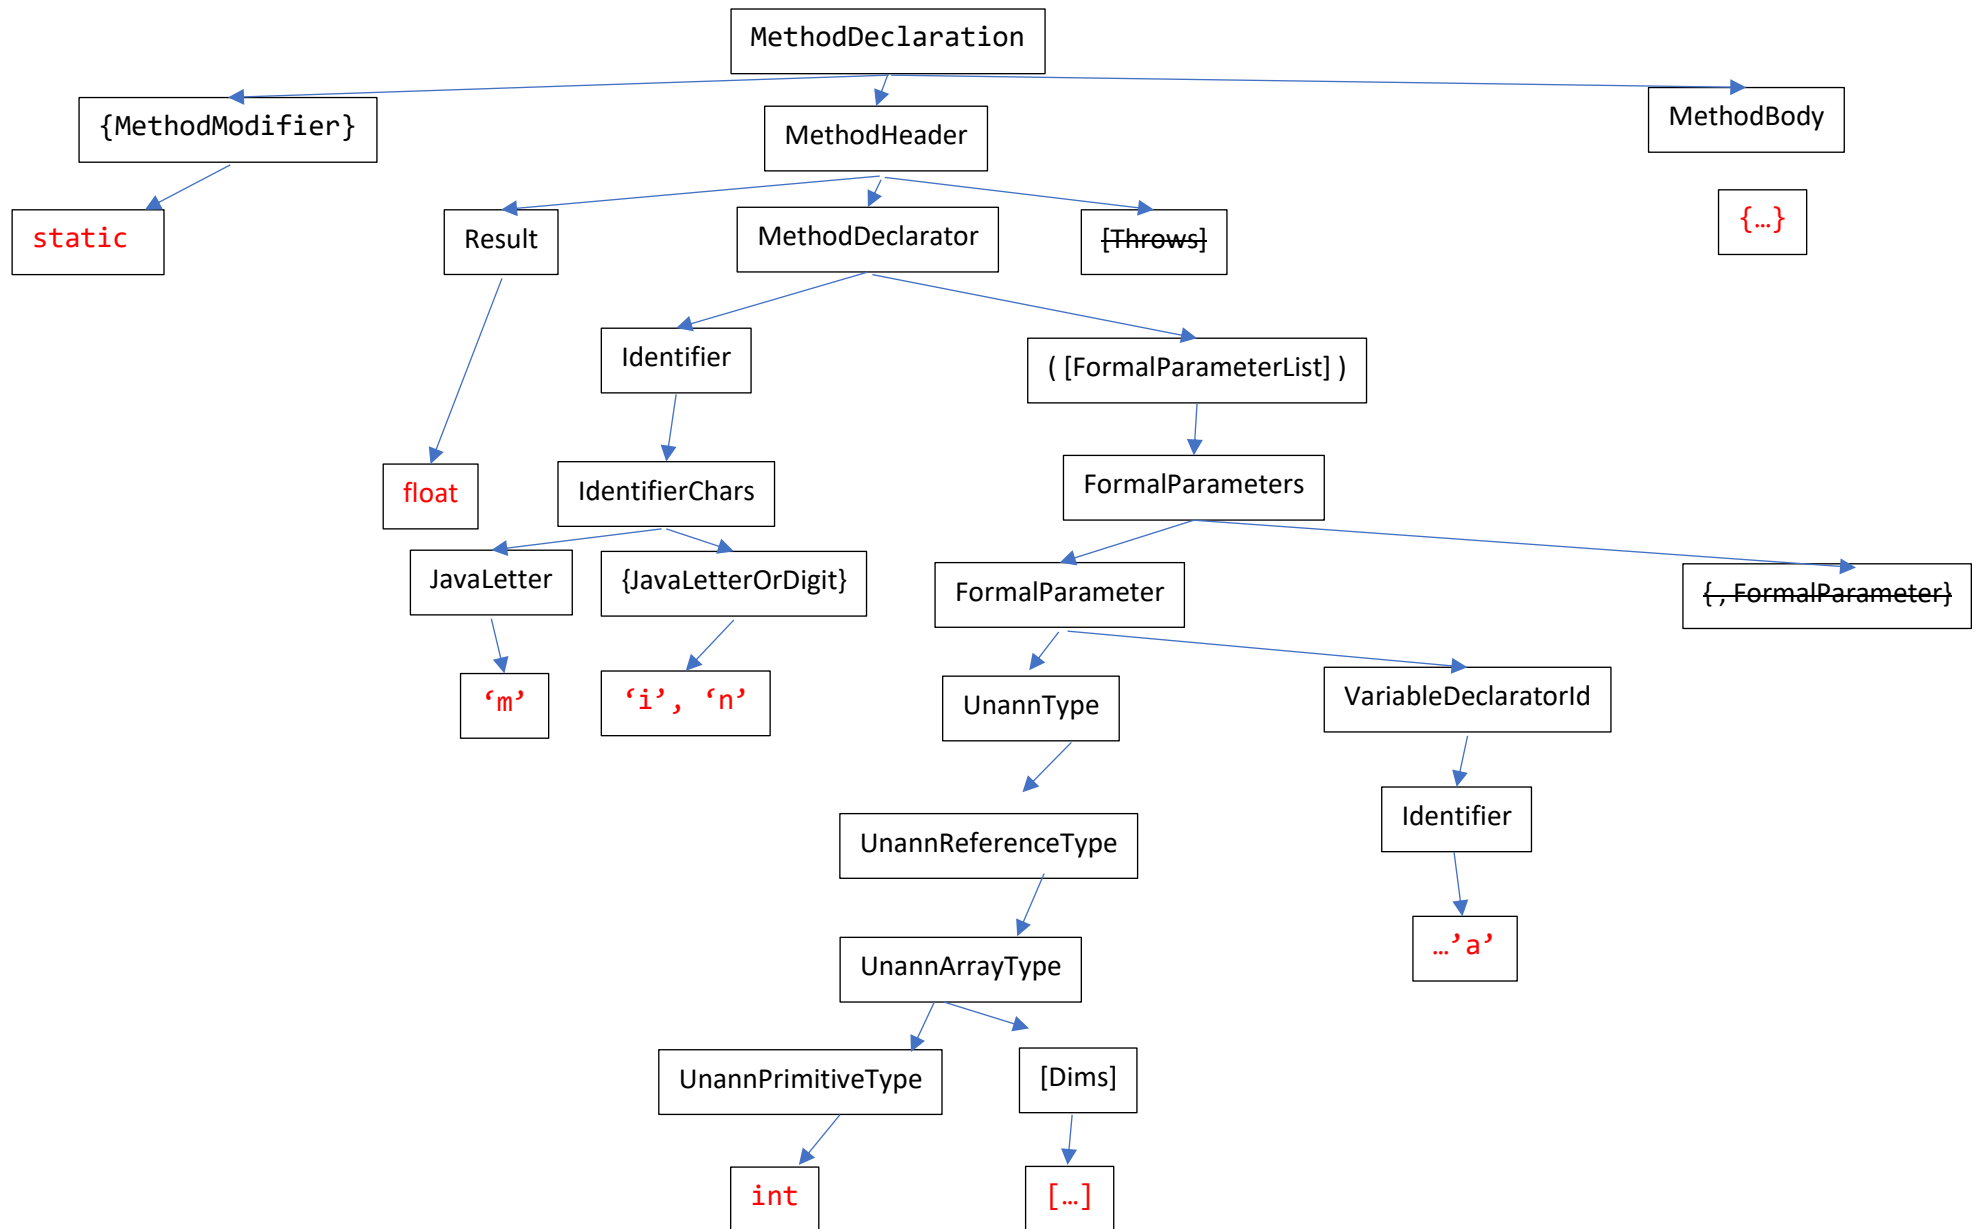 MethodDeclaration
{MethodModifier}
MethodHeader
MethodBody
static
Result
MethodDeclarator
[Throws]
{…}
Identifier
( [FormalParameterList] )
float
IdentifierChars
FormalParameters
JavaLetter
{JavaLetterOrDigit}
FormalParameter
{ , FormalParameter}
‘m’
‘i’, ‘n’
UnannType
VariableDeclaratorId
UnannReferenceType
Identifier
UnannArrayType
…’a’
UnannPrimitiveType
[Dims]
int
[…]